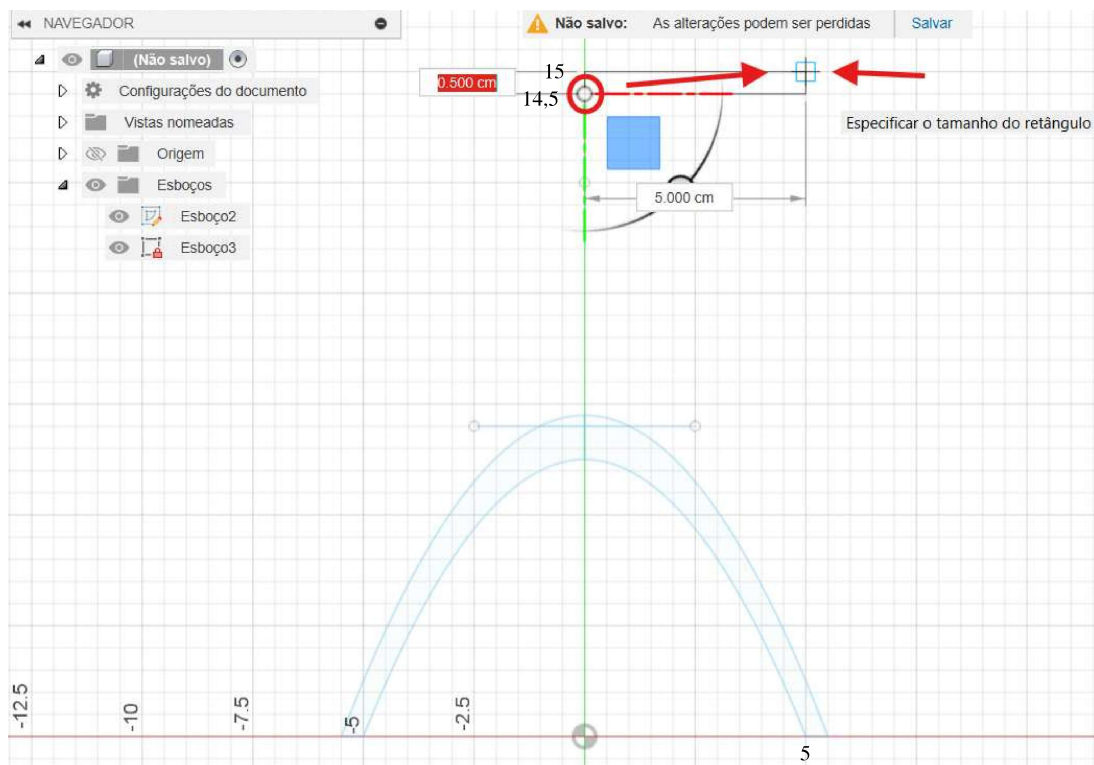 NAVEGADOR
Não salvo: As alterações podem ser perdidas Salvar
(Não salvo)
Configurações do documento
Vistas nomeadas
Origem
Esboços
Esboço2
Esboço3
15
0.500 cm
14,5
Especificar o tamanho do retângulo
5.000 cm
-12.5
-10
-7.5
-5
-2.5
5